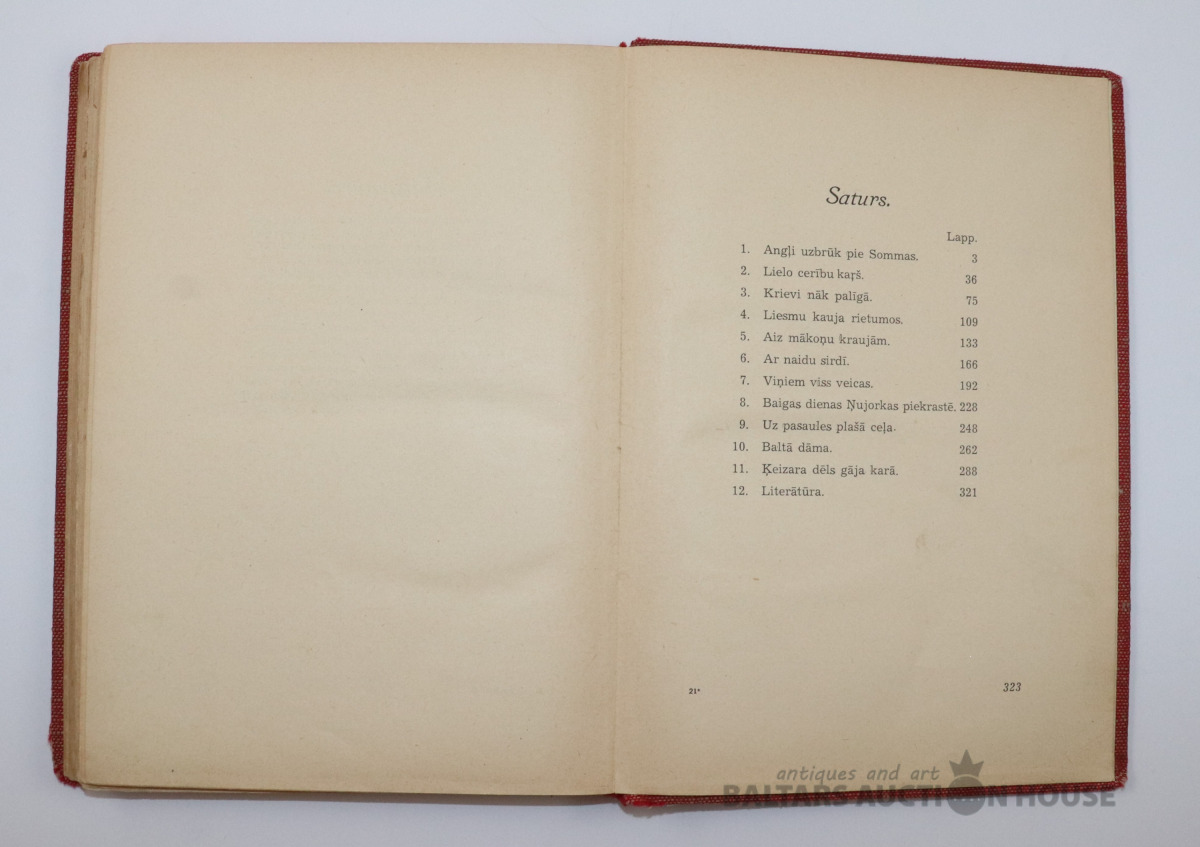 Saturs.
Lapp.
1. Angļi uzbrūk pie Sommas. 3
2. Lielo cerību kaŗš. 36
3. Krievi nāk palīgā. 75
4. Liesmu kauja rietumos. 109
5. Aiz mākoņu kraujām. 133
6. Ar naidu sirdī. 166
7. Viņiem viss veicas. 192
8. Baigas dienas Ņujorkas piekrastē. 228
9. Uz pasaules plašā ceļa. 248
10. Baltā dāma. 262
11. Ķeizara dēls gāja karā. 288
12. Literātūra. 321
21* 323
antiques and art
BALTARS AUCTION HOUSE